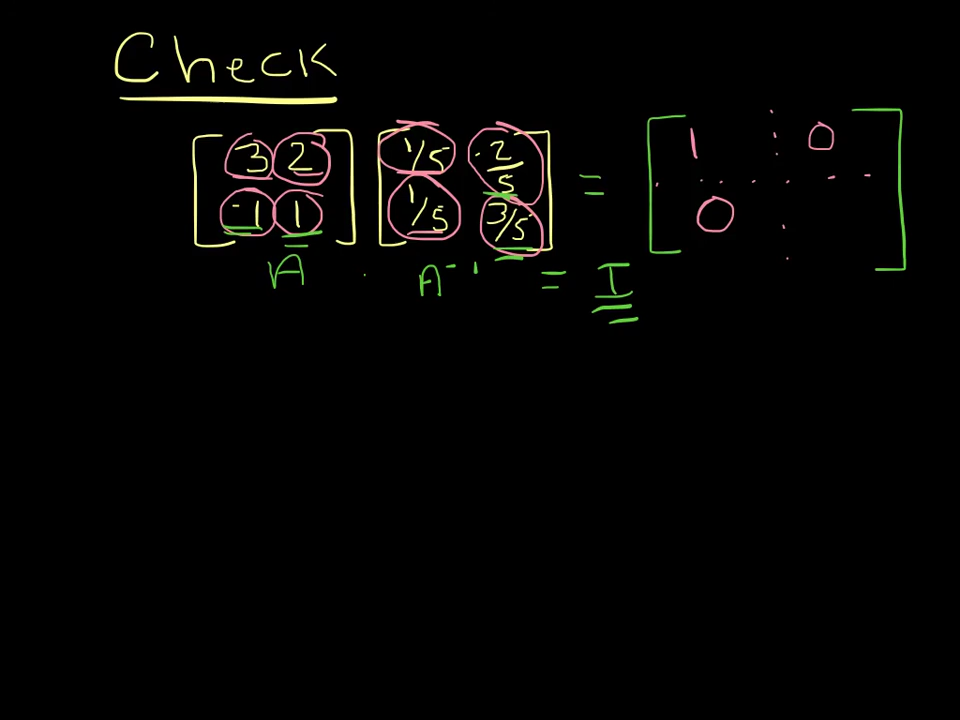 Check
[3 2] [1/5 -2/5] = [1 0]
[-1 1] [1/5 3/5] [0]
A · A⁻¹ = I